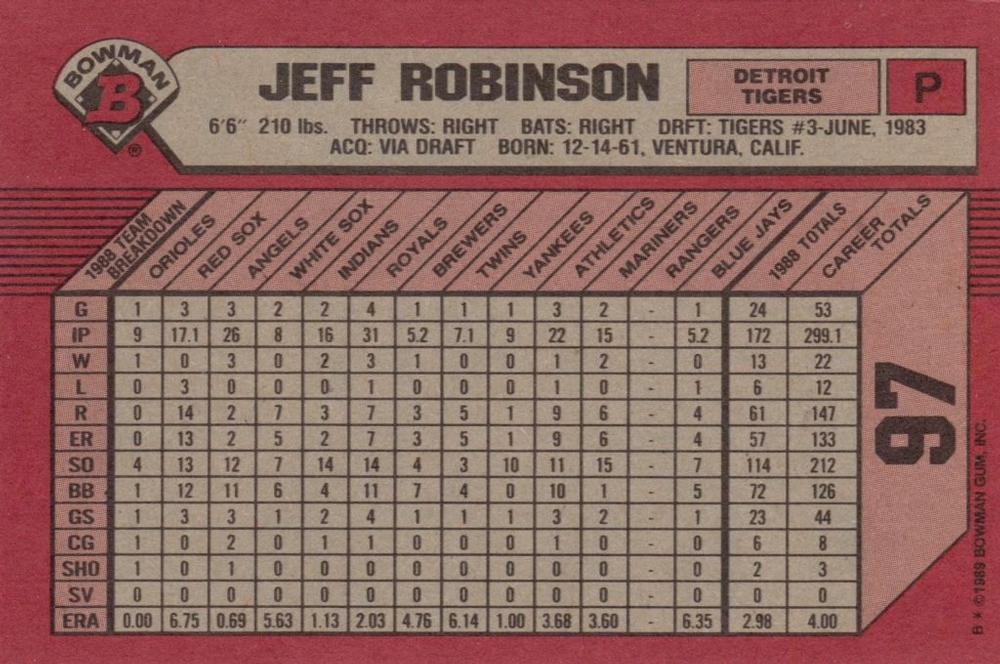 BOWMAN
B
®
JEFF ROBINSON
DETROIT
TIGERS
P
6'6" 210 lbs. THROWS: RIGHT BATS: RIGHT DRFT: TIGERS #3-JUNE, 1983
ACQ: VIA DRAFT BORN: 12-14-61, VENTURA, CALIF.
1988 TEAM
BREAKDOWN
ORIOLES
RED SOX
ANGELS
WHITE SOX
INDIANS
ROYALS
BREWERS
TWINS
YANKEES
ATHLETICS
MARINERS
RANGERS
BLUE JAYS
1988 TOTALS
CAREER
TOTALS
G 1 3 3 2 2 4 1 1 1 3 2 - 1 24 53
IP 9 17.1 26 8 16 31 5.2 7.1 9 22 15 - 5.2 172 299.1
W 1 0 3 0 2 3 1 0 0 1 2 - 0 13 22
L 0 3 0 0 0 1 0 0 0 1 0 - 1 6 12
R 0 14 2 7 3 7 3 5 1 9 6 - 4 61 147
ER 0 13 2 5 2 7 3 5 1 9 6 - 4 57 133
SO 4 13 12 7 14 14 4 3 10 11 15 - 7 114 212
BB 1 12 11 6 4 11 7 4 0 10 1 - 5 72 126
GS 1 3 3 1 2 4 1 1 1 3 2 - 1 23 44
CG 1 0 2 0 1 1 0 0 0 1 0 - 0 6 8
SHO 1 0 1 0 0 0 0 0 0 0 0 - 0 2 3
SV 0 0 0 0 0 0 0 0 0 0 0 - 0 0 0
ERA 0.00 6.75 0.69 5.63 1.13 2.03 4.76 6.14 1.00 3.68 3.60 - 6.35 2.98 4.00
97
B * ©1989 BOWMAN GUM, INC.